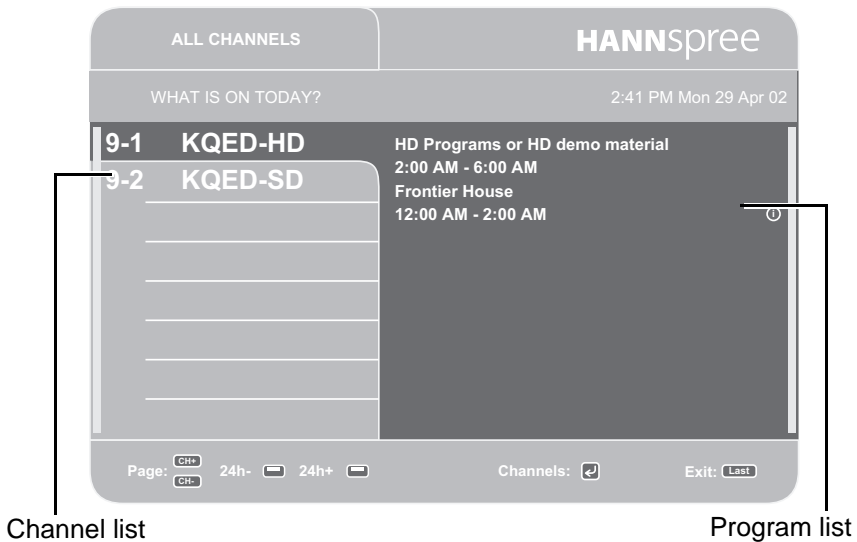 ALL CHANNELS
HANNspree
WHAT IS ON TODAY?
2:41 PM Mon 29 Apr 02
9-1 KQED-HD
9-2 KQED-SD
HD Programs or HD demo material
2:00 AM - 6:00 AM
Frontier House
12:00 AM - 2:00 AM
i
Page: CH+ CH- 24h- 24h+ Channels: Exit: Last
Channel list
Program list